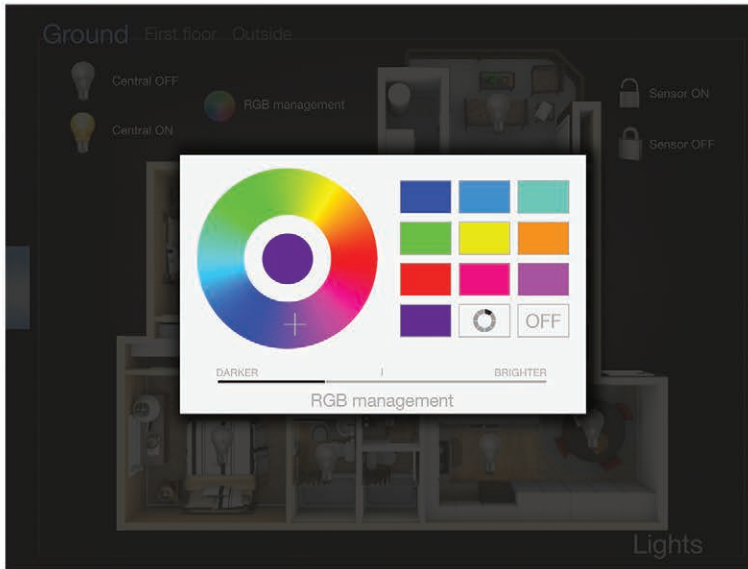 Ground First floor Outside
Central OFF
RGB management
Sensor ON
Central ON
Sensor OFF
OFF
DARKER
BRIGHTER
RGB management
Lights